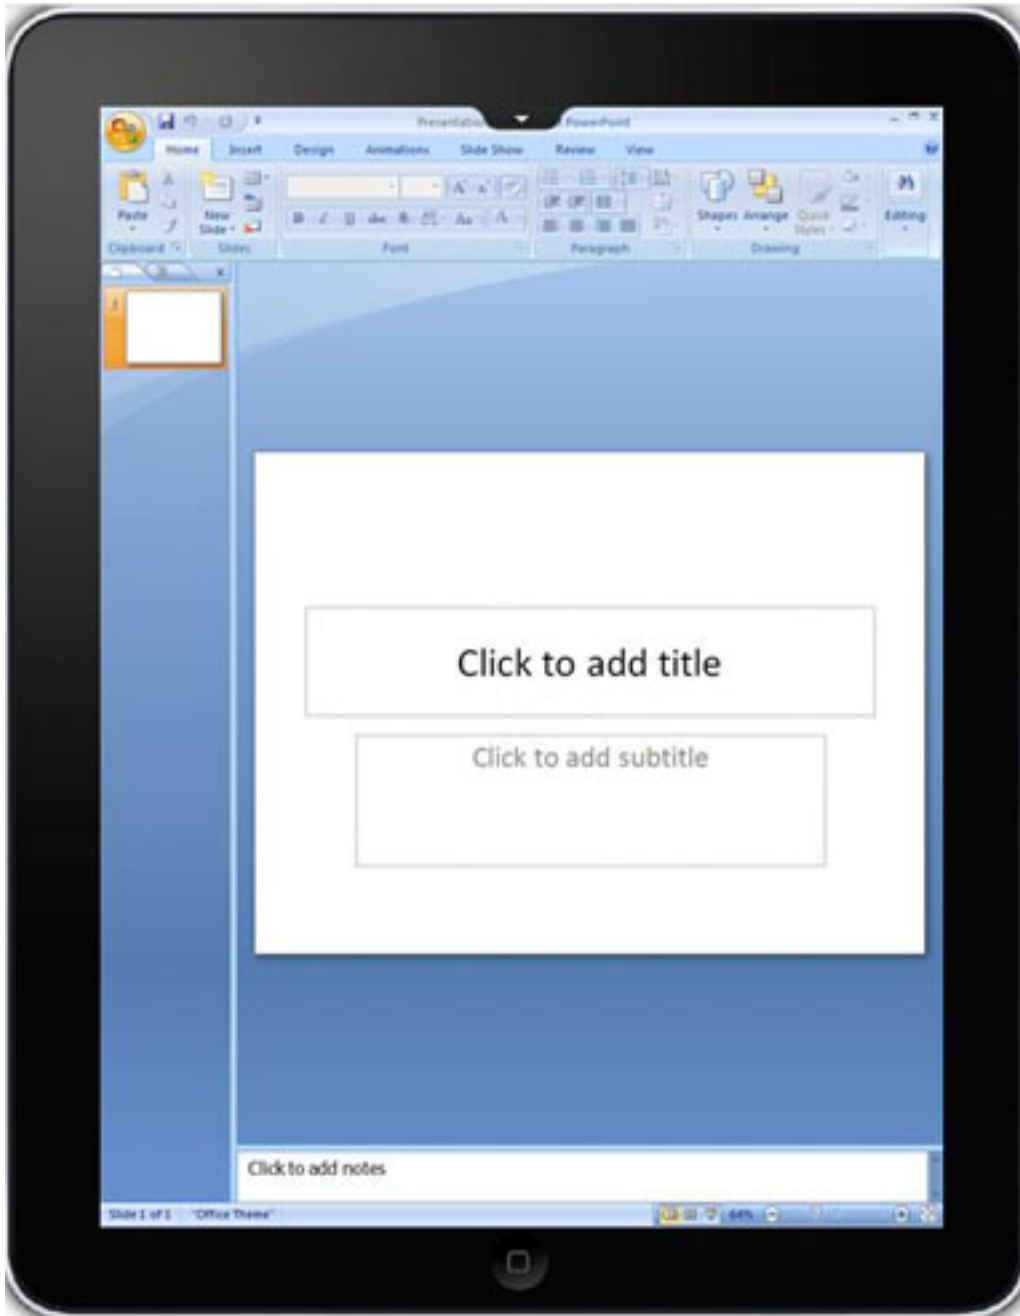 Presentatio PowerPoint
Home Insert Design Animations Slide Show Review View
Paste New Slide Shapes Arrange Quick Styles Editing
Clipboard Slides Font Paragraph Drawing
1
Click to add title
Click to add subtitle
Click to add notes
Slide 1 of 1 "Office Theme" 64%